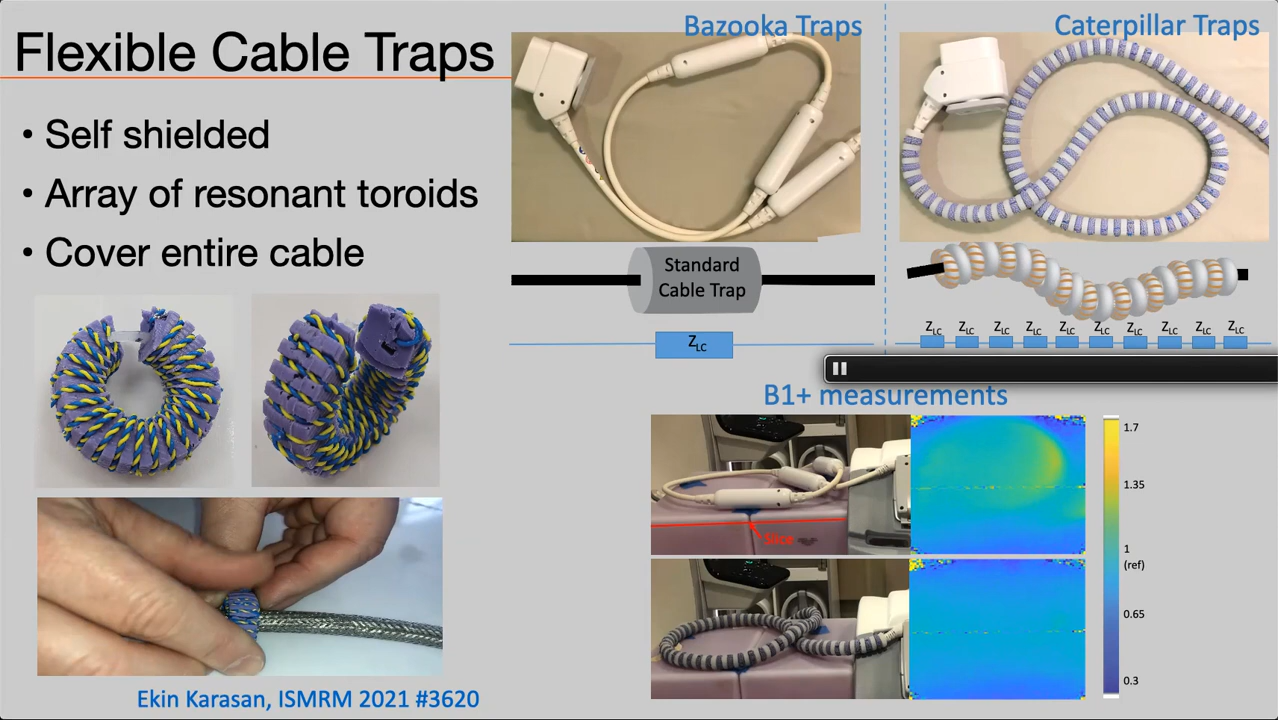 Flexible Cable Traps
• Self shielded
• Array of resonant toroids
• Cover entire cable
Ekin Karasan, ISMRM 2021 #3620
Bazooka Traps
Standard
Cable Trap
ZLC
Caterpillar Traps
ZLC ZLC ZLC ZLC ZLC ZLC ZLC ZLC ZLC
B1+ measurements
Slice
1.7
1.35
1
(ref)
0.65
0.3